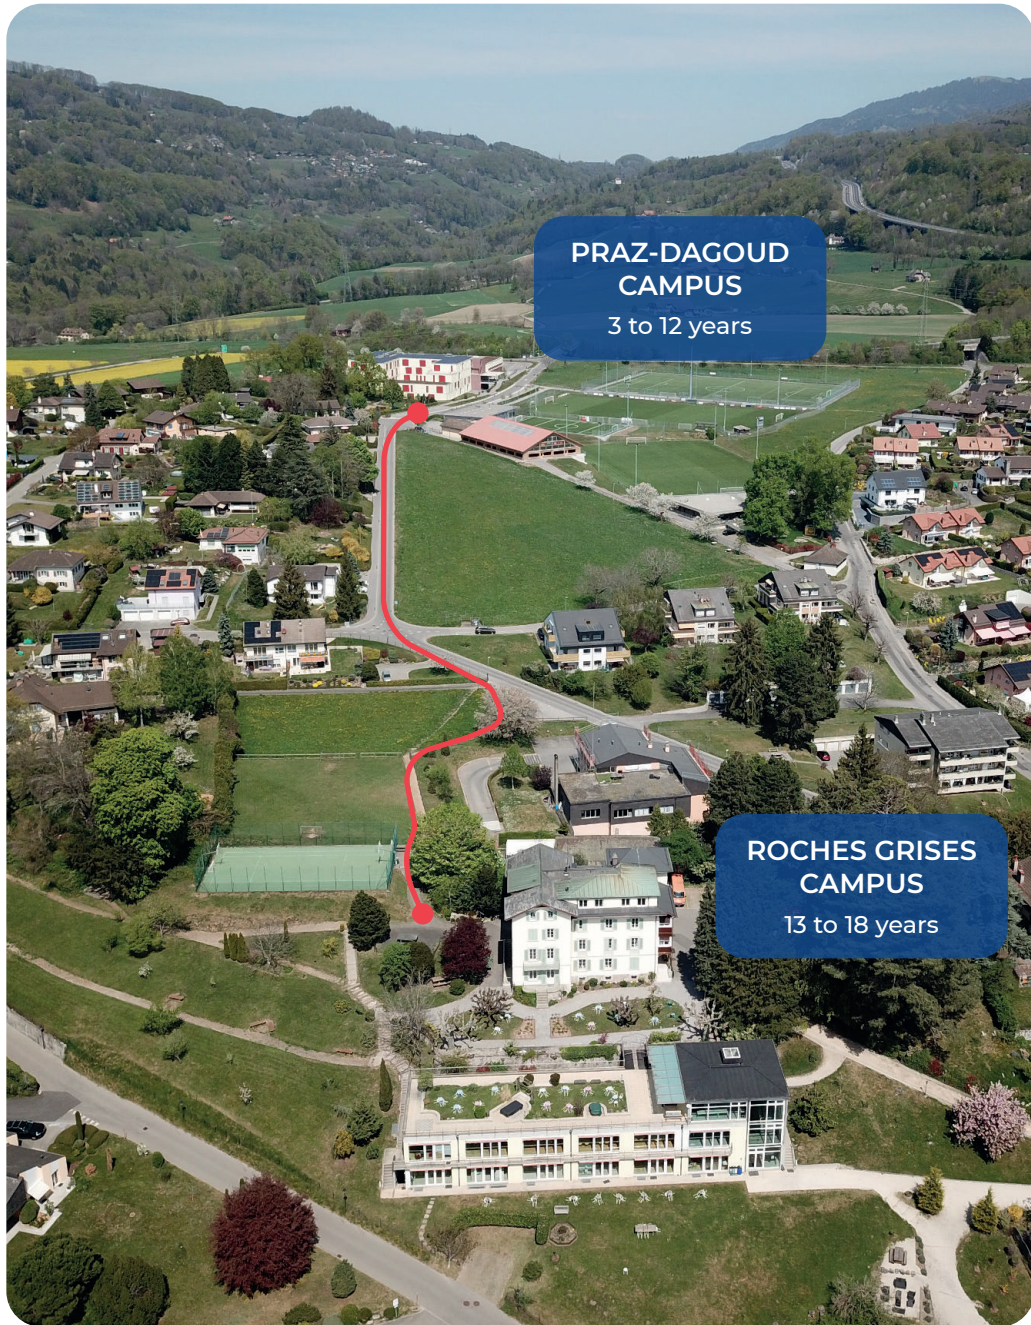 PRAZ-DAGOUD
CAMPUS
3 to 12 years
ROCHES GRISES
CAMPUS
13 to 18 years